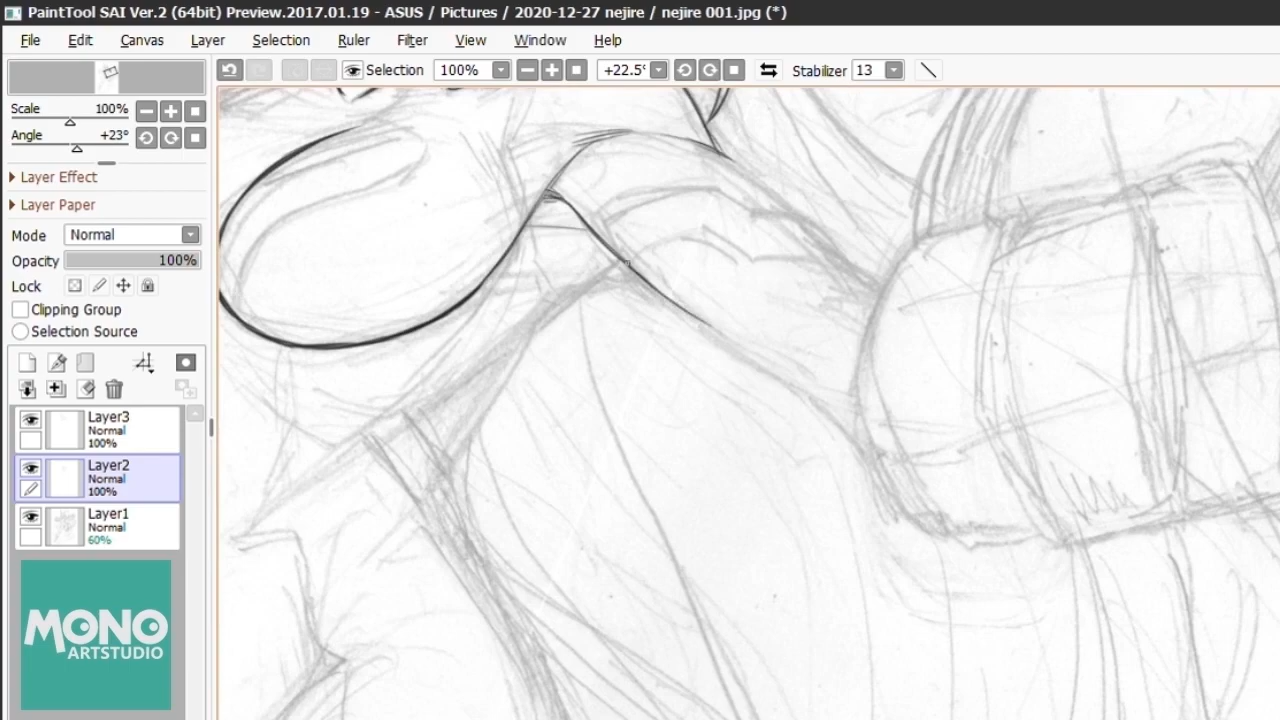 PaintTool SAI Ver.2 (64bit) Preview.2017.01.19 - ASUS / Pictures / 2020-12-27 nejire / nejire 001.jpg (*)
File Edit Canvas Layer Selection Ruler Filter View Window Help
Selection 100% +22.5° Stabilizer 13
Scale 100%
Angle +23°
Layer Effect
Layer Paper
Mode Normal
Opacity 100%
Lock
Clipping Group
Selection Source
Layer3
Normal
100%
Layer2
Normal
100%
Layer1
Normal
60%
MONO
ARTSTUDIO